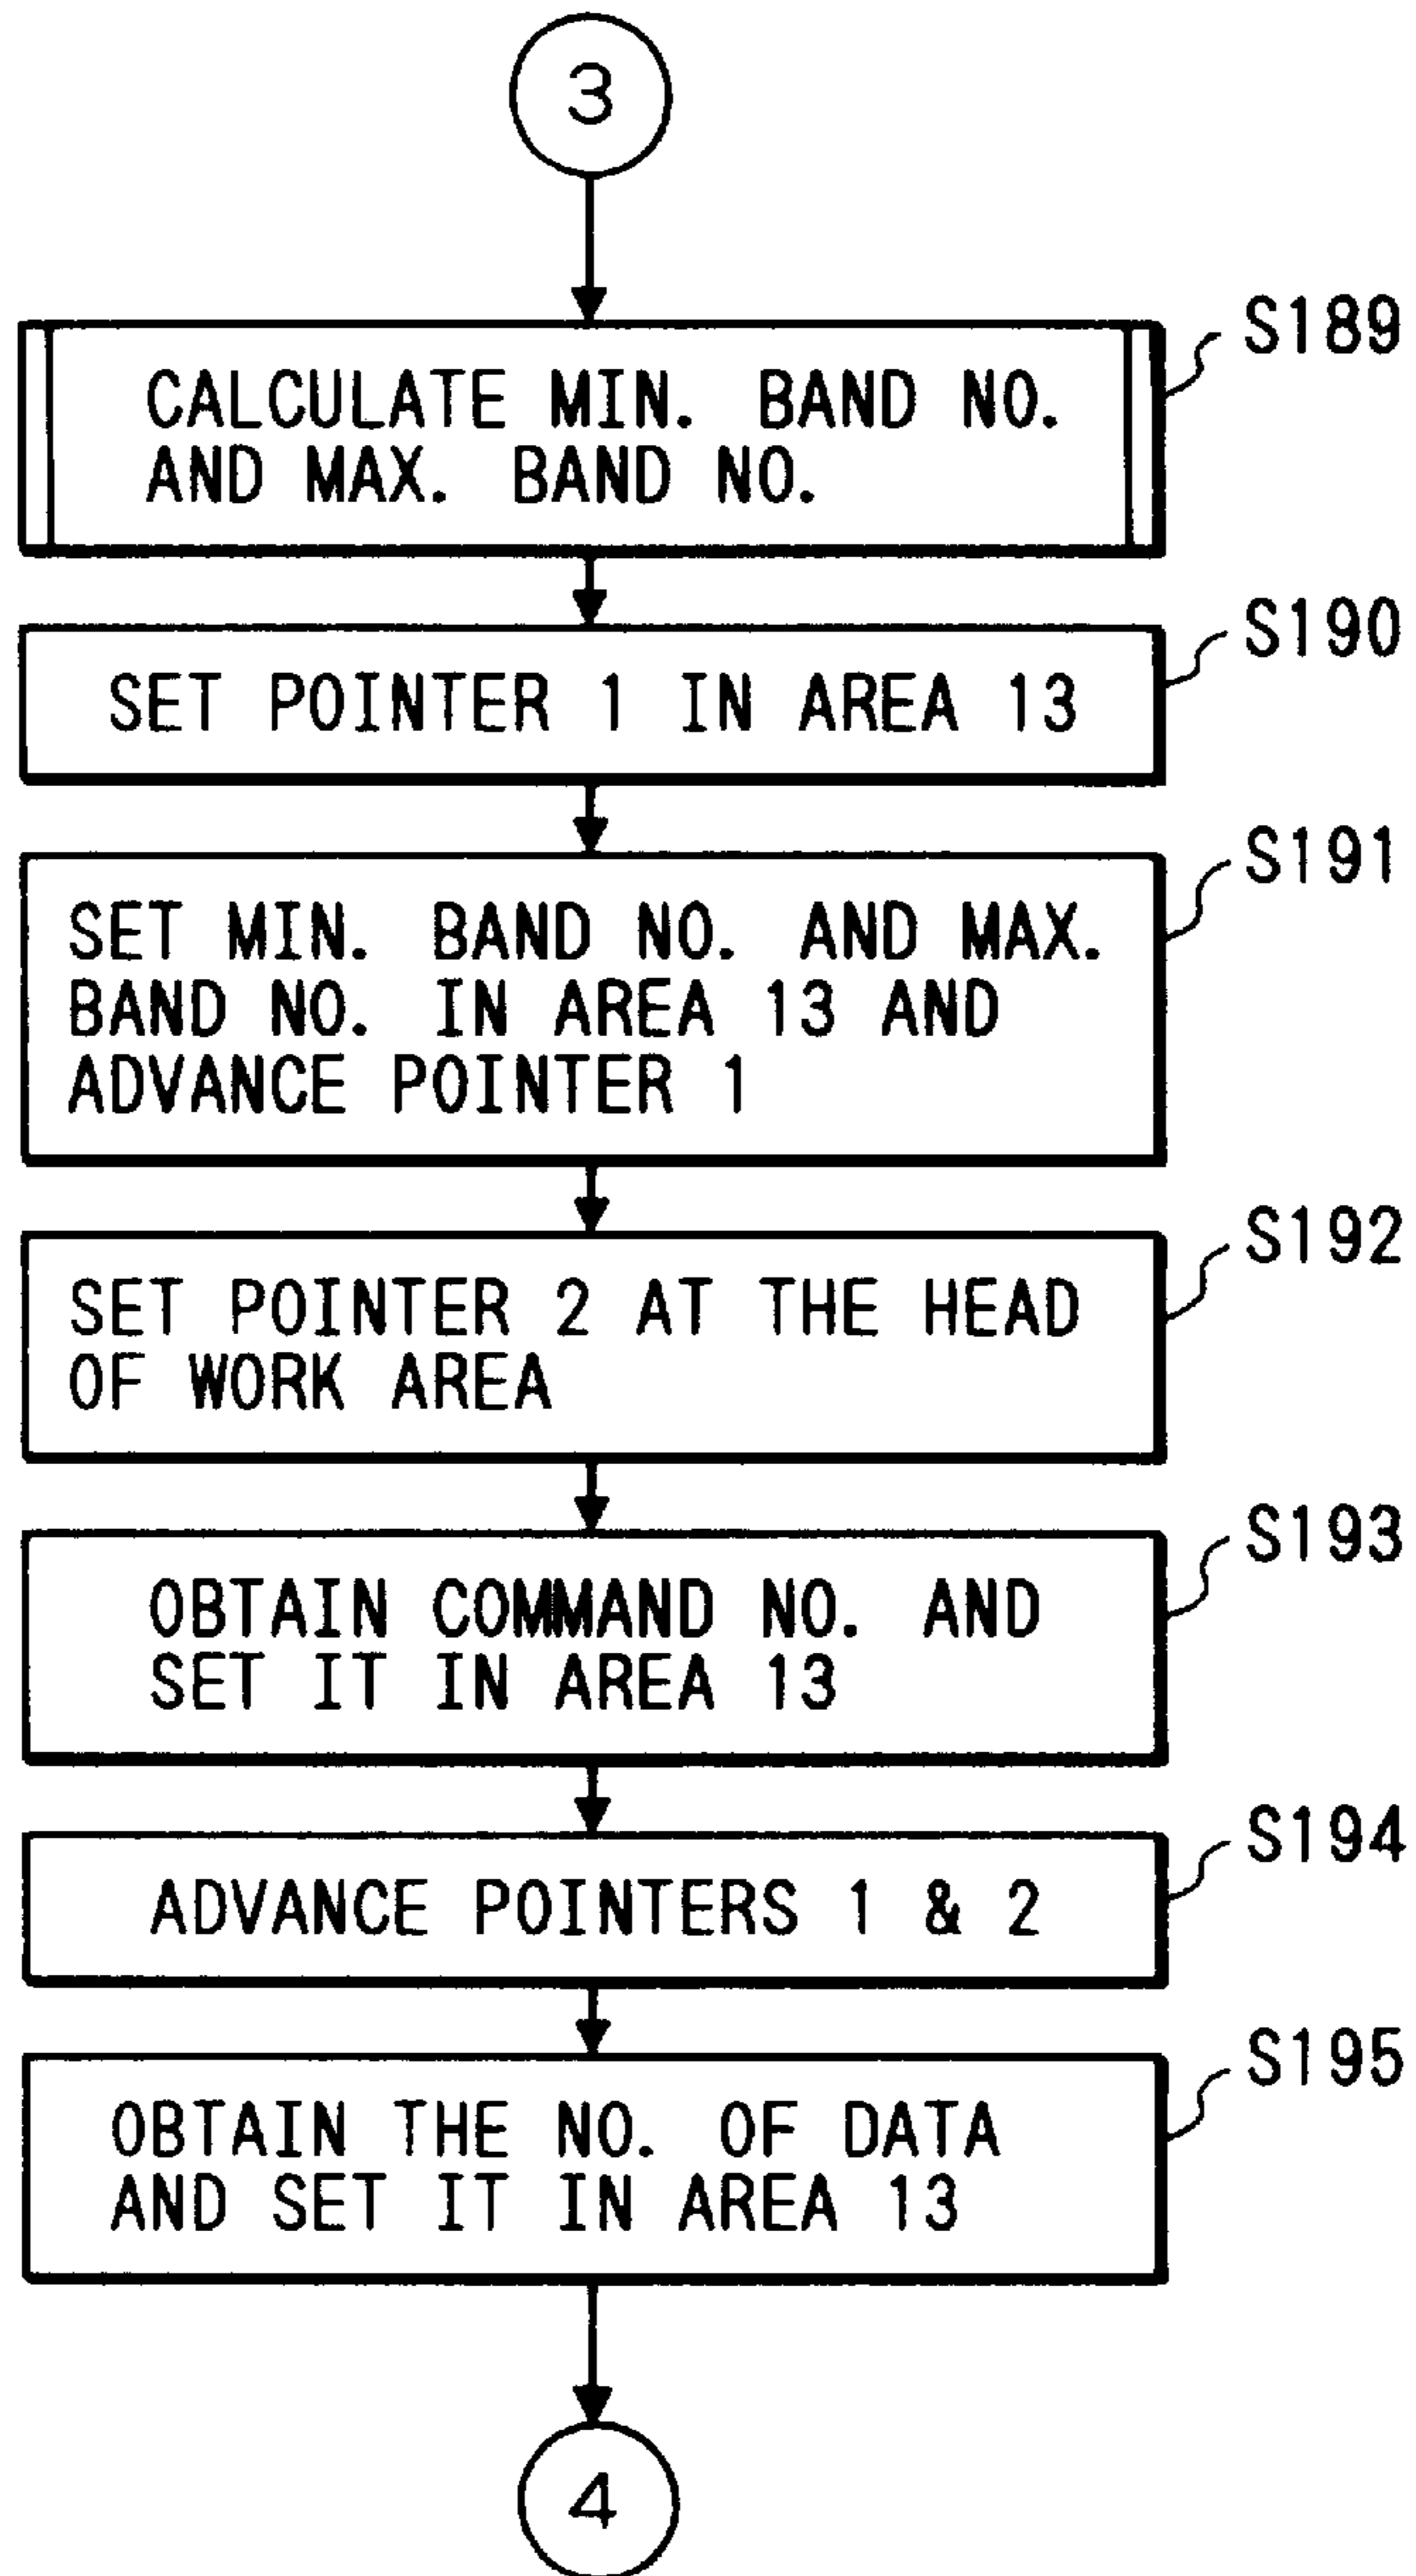 3
S189
CALCULATE MIN. BAND NO.
AND MAX. BAND NO.
S190
SET POINTER 1 IN AREA 13
S191
SET MIN. BAND NO. AND MAX.
BAND NO. IN AREA 13 AND
ADVANCE POINTER 1
S192
SET POINTER 2 AT THE HEAD
OF WORK AREA
S193
OBTAIN COMMAND NO. AND
SET IT IN AREA 13
S194
ADVANCE POINTERS 1 & 2
S195
OBTAIN THE NO. OF DATA
AND SET IT IN AREA 13
4